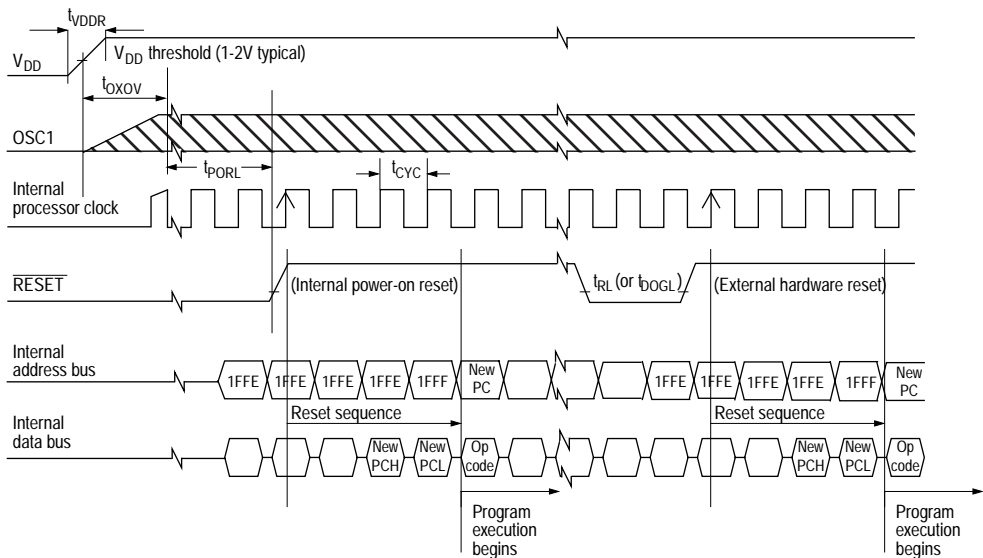 tVDDR
VDD
VDD threshold (1-2V typical)
tOXOV
OSC1
tPORL
tCYC
Internal
processor clock
RESET
(Internal power-on reset)
tRL (or tDOGL)
(External hardware reset)
Internal
address bus
1FFE 1FFE 1FFE 1FFE 1FFF New PC 1FFE 1FFE 1FFE 1FFE 1FFF New PC
Reset sequence Reset sequence
Internal
data bus
New PCH New PCL Op code New PCH New PCL Op code
Program
execution
begins
Program
execution
begins